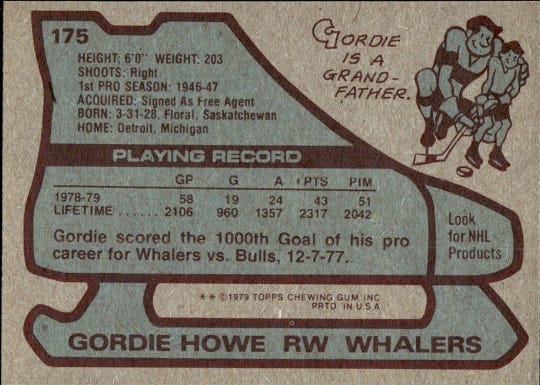 175
HEIGHT: 6'0" WEIGHT: 203
SHOOTS: Right
1st PRO SEASON: 1946-47
ACQUIRED: Signed As Free Agent
BORN: 3-31-28, Floral, Saskatchewan
HOME: Detroit, Michigan
GORDIE
IS A
GRAND-
FATHER.
PLAYING RECORD
GP G A PTS PIM
1978-79 58 19 24 43 51
LIFETIME ...... 2106 960 1357 2317 2042
Gordie scored the 1000th Goal of his pro
career for Whalers vs. Bulls, 12-7-77.
Look
for NHL
Products
** © 1979 TOPPS CHEWING GUM, INC.
PRTD. IN U.S.A.
GORDIE HOWE RW WHALERS